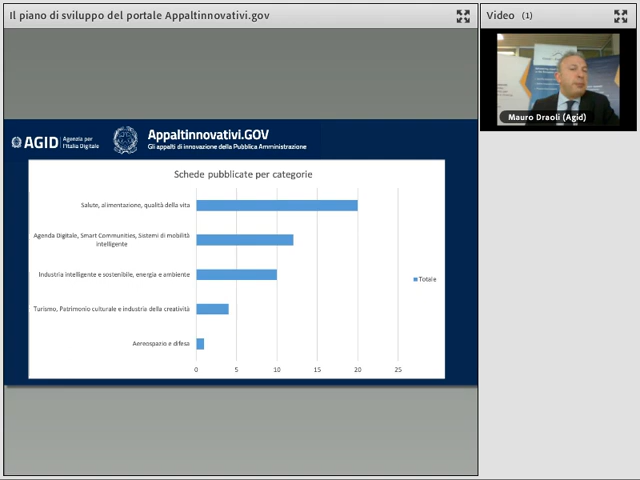 Il piano di sviluppo del portale Appaltinnovativi.gov
Video (1)
Mauro Draoli (Agid)
AGID
Agenzia per
l'Italia Digitale
Appaltinnovativi.GOV
Gli appalti di innovazione della Pubblica Amministrazione
Schede pubblicate per categorie
Salute, alimentazione, qualità della vita
Agenda Digitale, Smart Communities, Sistemi di mobilità
intelligente
Industria intelligente e sostenibile, energia e ambiente
Turismo, Patrimonio culturale e industria della creatività
Aereospazio e difesa
Totale
0 5 10 15 20 25